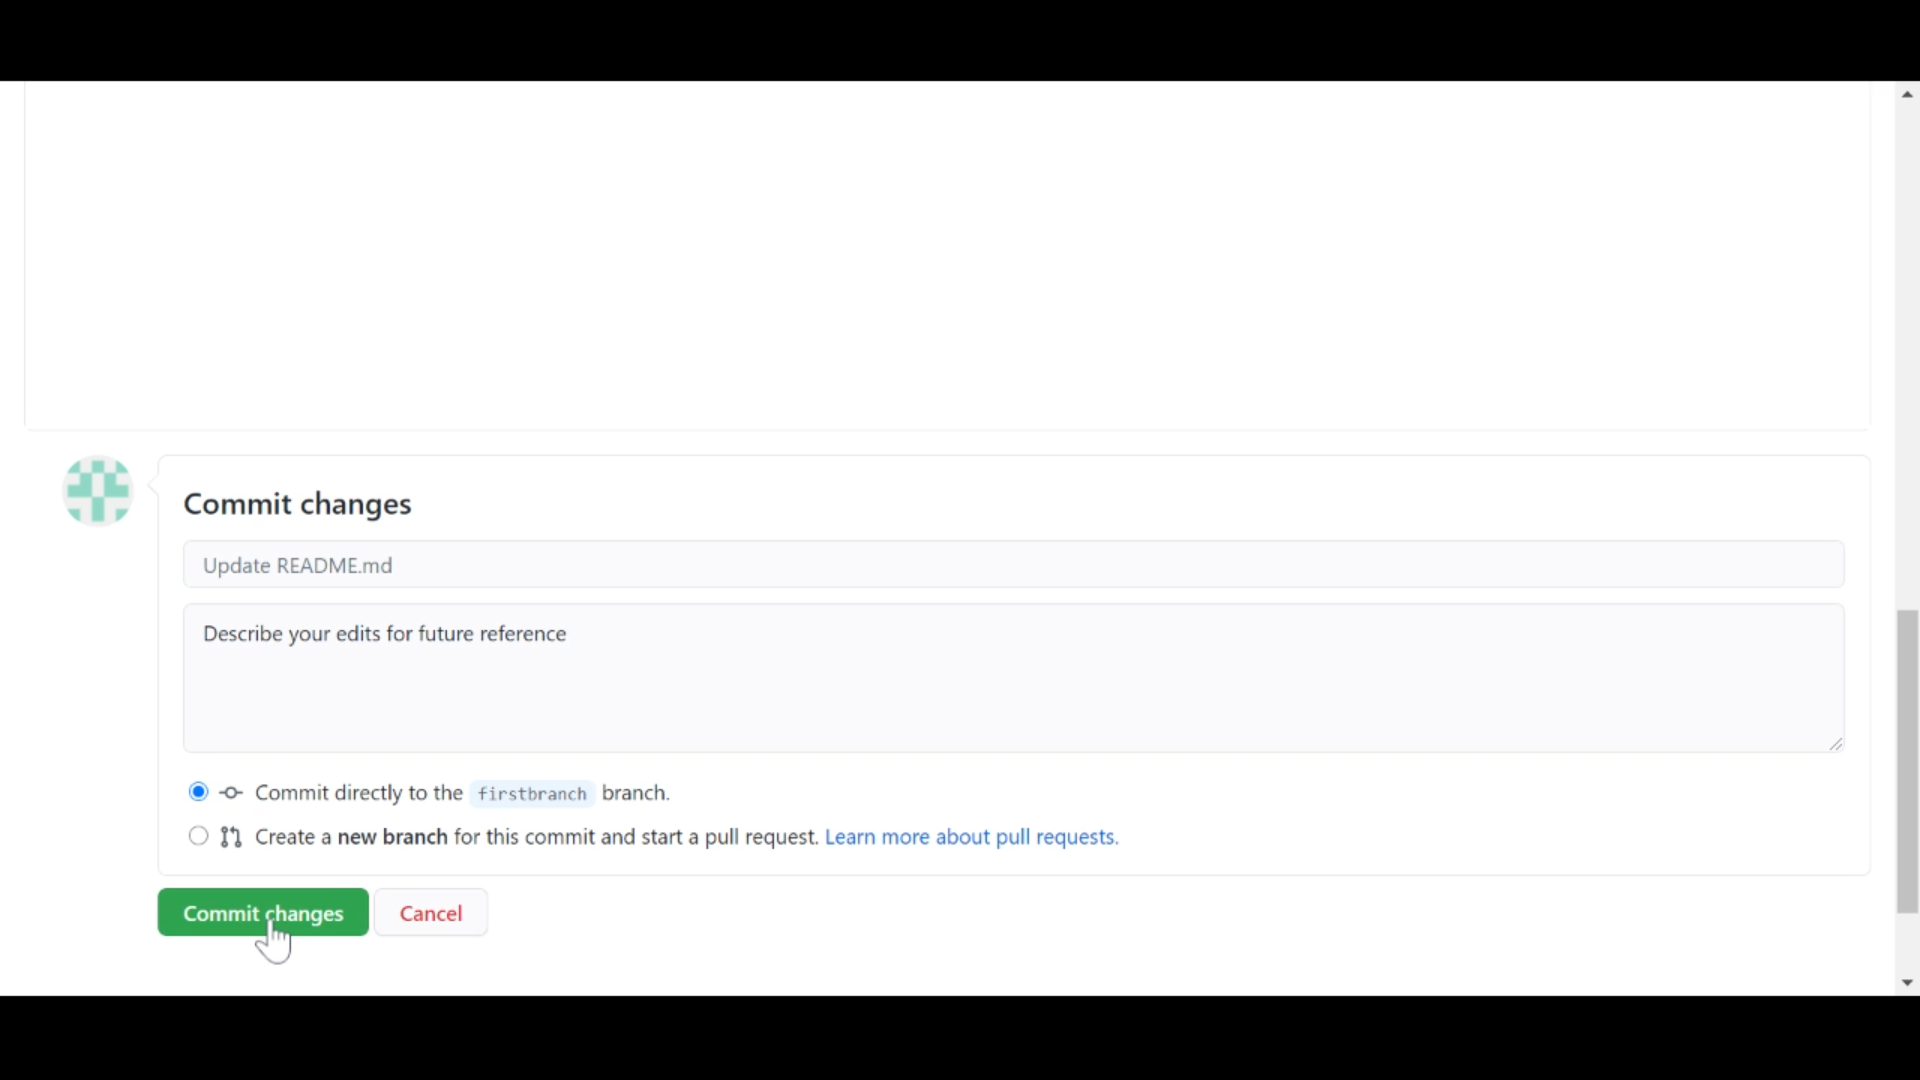 Commit changes
Update README.md
Describe your edits for future reference
Commit directly to the firstbranch branch.
Create a new branch for this commit and start a pull request. Learn more about pull requests.
Commit changes
Cancel